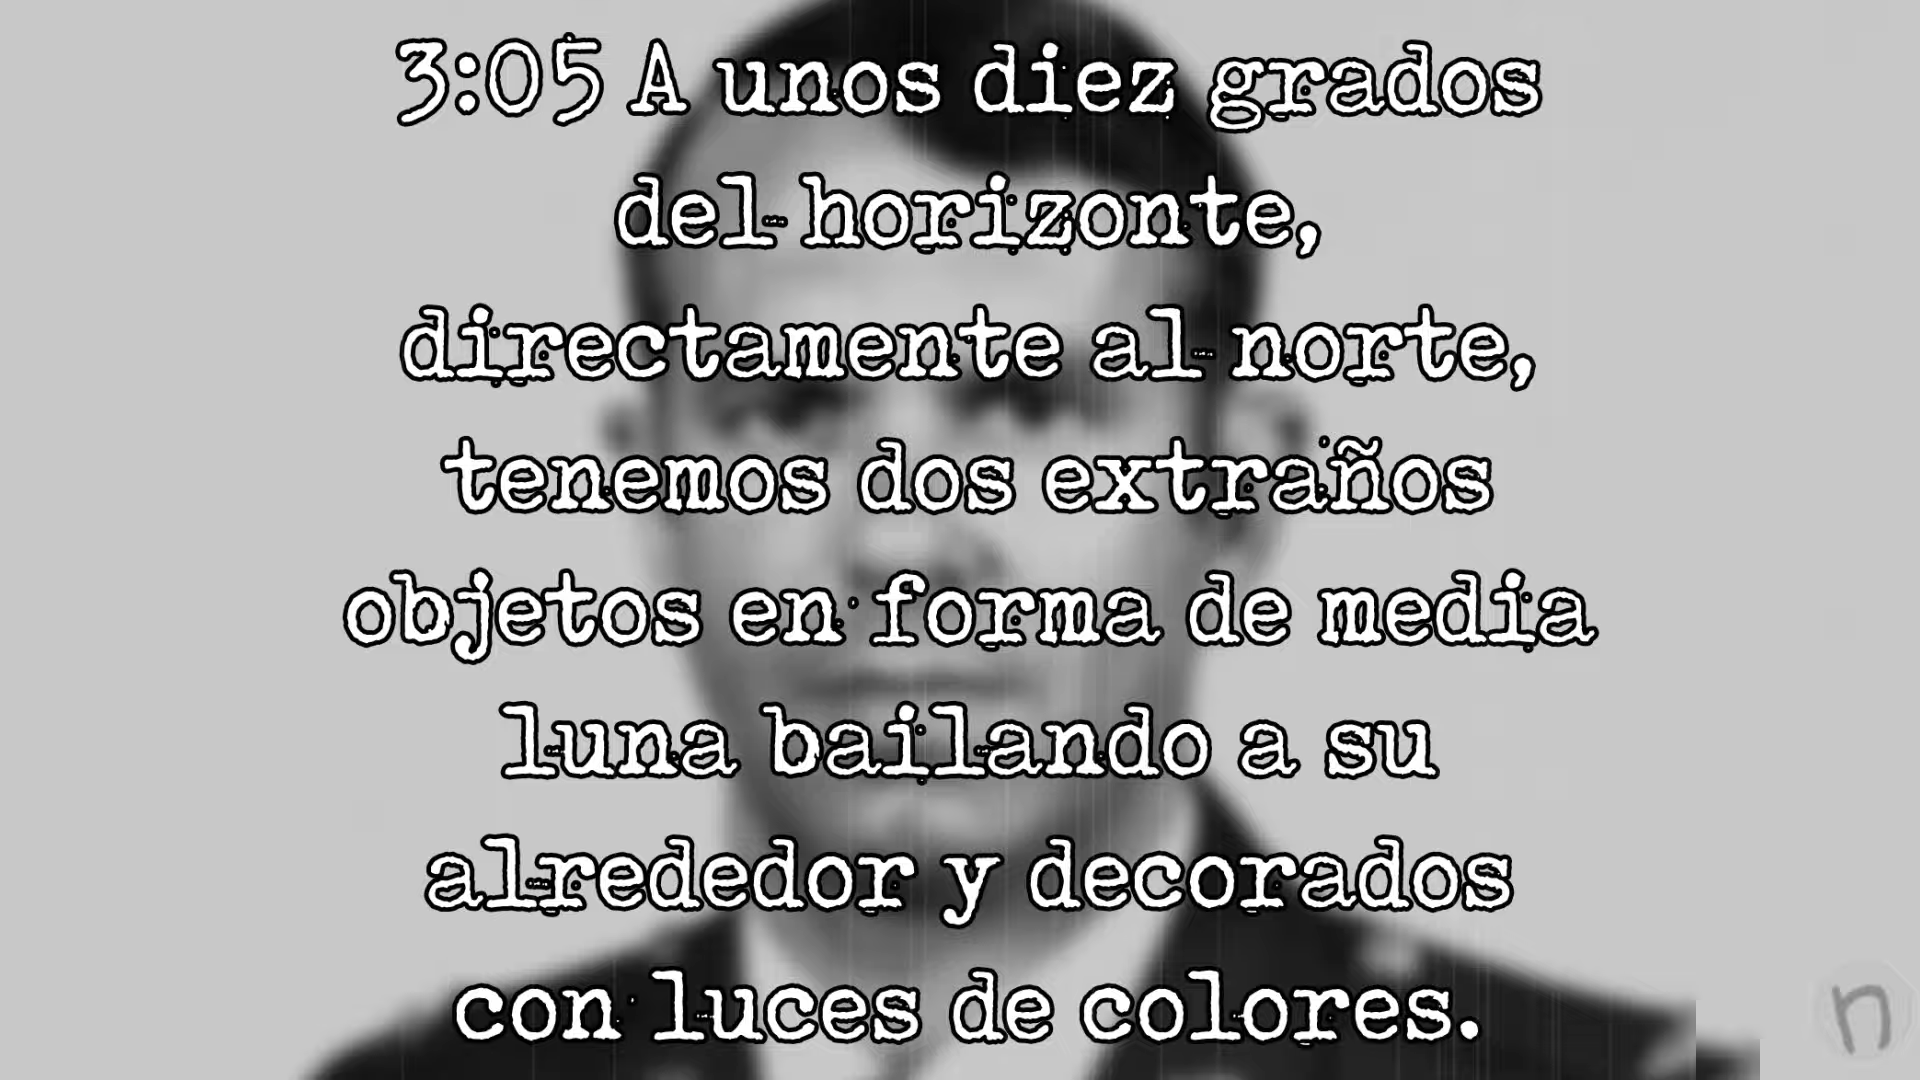 3:05 A unos diez grados
del horizonte,
directamente al norte,
tenemos dos extraños
objetos en forma de media
luna bailando a su
alrededor y decorados
con luces de colores.
n